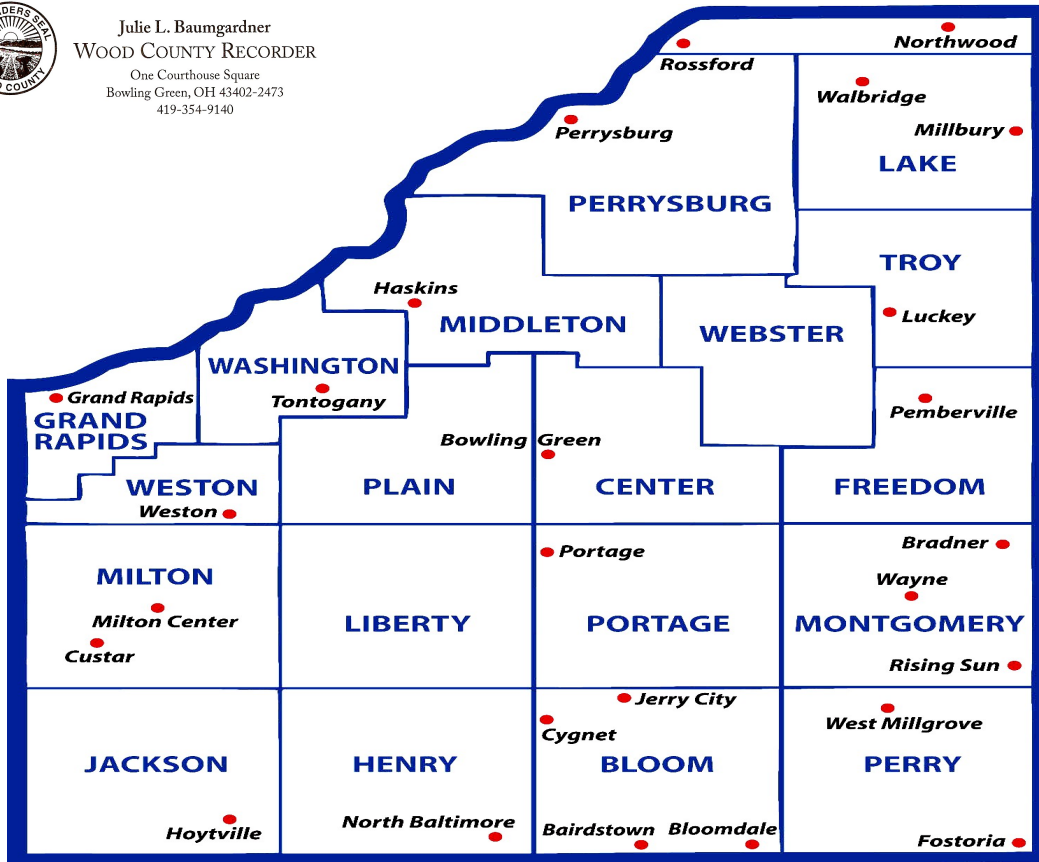 DERS SEAL
COUNTY
Julie L. Baumgardner
WOOD COUNTY RECORDER
One Courthouse Square
Bowling Green, OH 43402-2473
419-354-9140
Northwood
Rossford
Walbridge
Perrysburg
Millbury
LAKE
PERRYSBURG
TROY
Haskins
Luckey
MIDDLETON
WEBSTER
WASHINGTON
Grand Rapids
Tontogany
GRAND
RAPIDS
Pemberville
Bowling Green
WESTON
PLAIN
CENTER
FREEDOM
Weston
Bradner
Portage
MILTON
Wayne
Milton Center
LIBERTY
PORTAGE
MONTGOMERY
Custar
Rising Sun
Jerry City
West Millgrove
Cygnet
JACKSON
HENRY
BLOOM
PERRY
North Baltimore
Hoytville
Bairdstown
Bloomdale
Fostoria